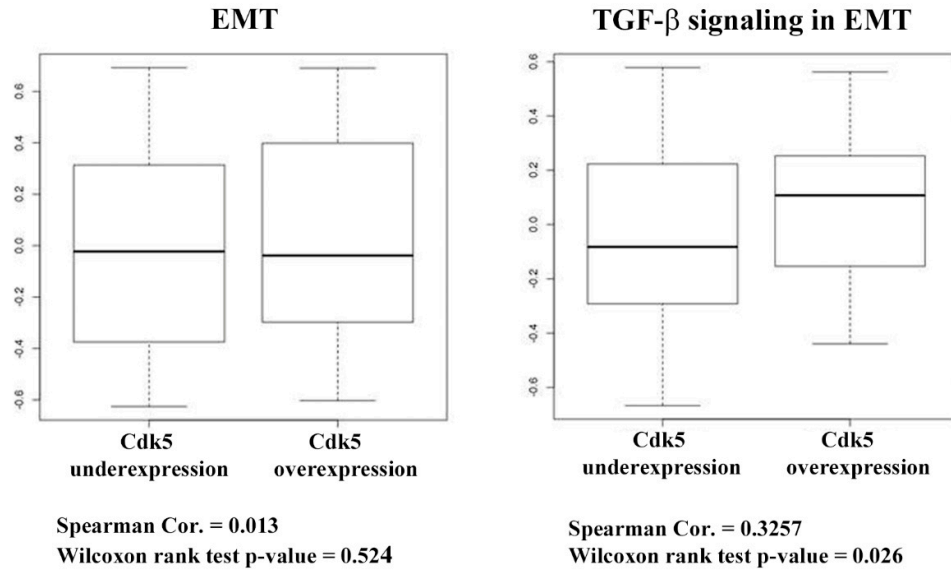 EMT
0.6
0.4
0.2
0.0
-0.2
-0.4
-0.6
Cdk5
underexpression
Cdk5
overexpression
Spearman Cor. = 0.013
Wilcoxon rank test p-value = 0.524
TGF-β signaling in EMT
0.6
0.4
0.2
0.0
-0.2
-0.4
-0.6
Cdk5
underexpression
Cdk5
overexpression
Spearman Cor. = 0.3257
Wilcoxon rank test p-value = 0.026